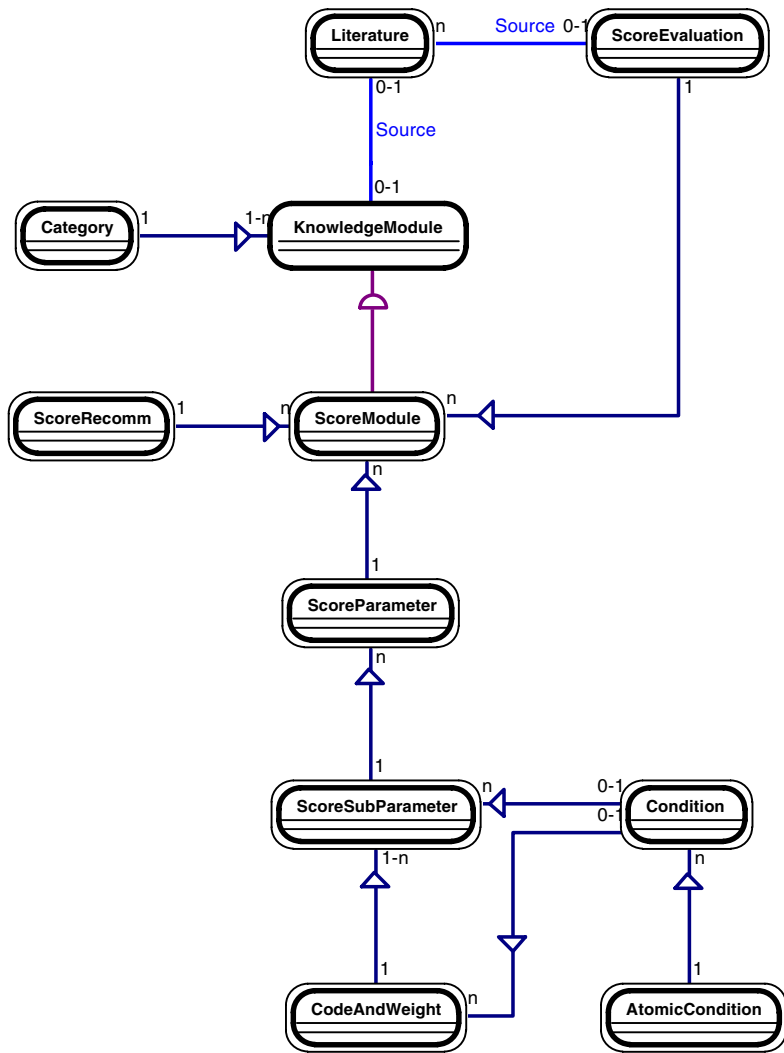 Literature
n
Source
0-1
ScoreEvaluation
0-1
1
Source
0-1
Category
1
1-n
KnowledgeModule
ScoreRecomm
1
n
ScoreModule
n
n
1
ScoreParameter
n
1
ScoreSubParameter
n
0-1
Condition
0-1
1-n
n
1
1
CodeAndWeight
n
AtomicCondition